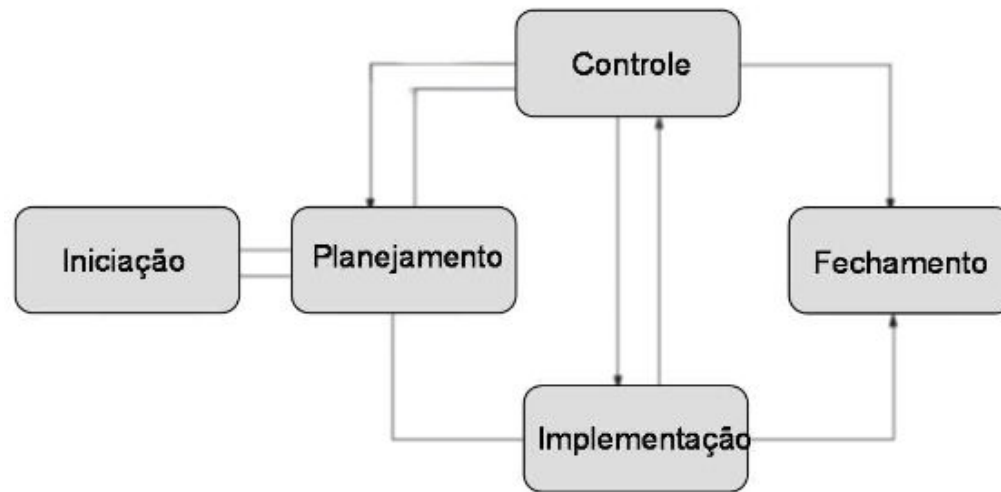 Controle
Iniciação
Planejamento
Fechamento
Implementação